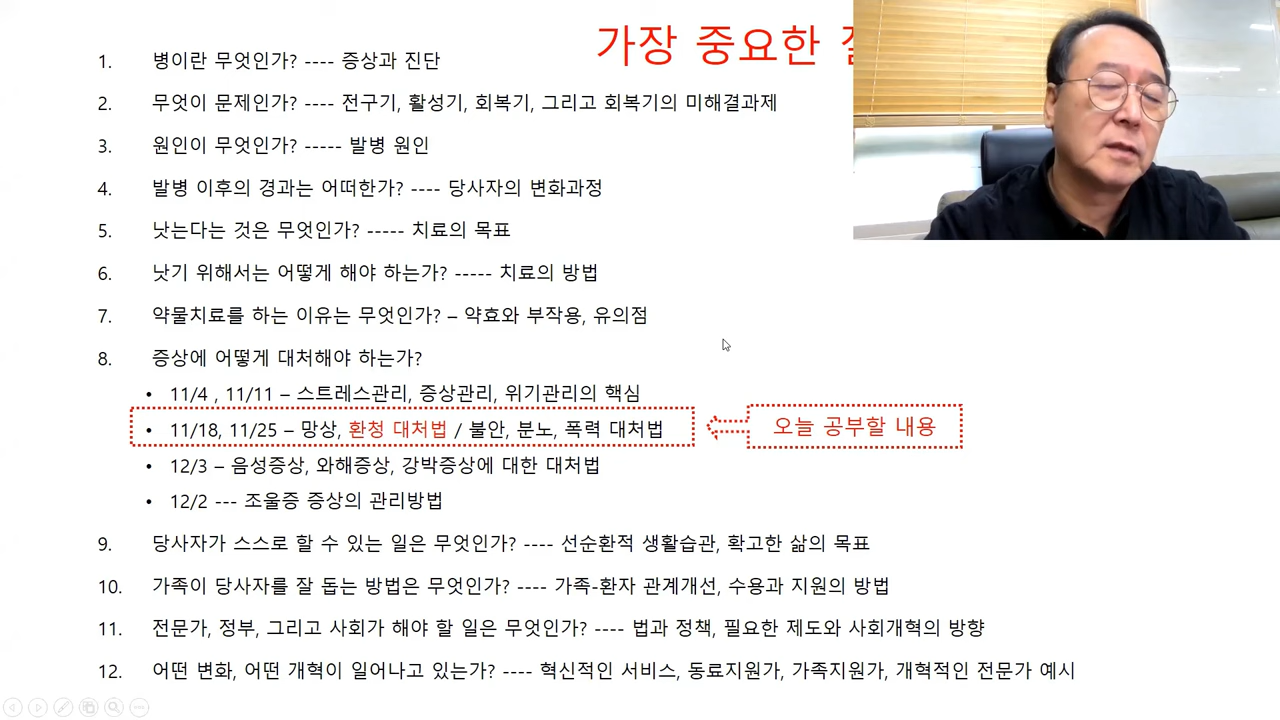 가장 중요한
1. 병이란 무엇인가? ---- 증상과 진단
2. 무엇이 문제인가? ---- 전구기, 활성기, 회복기, 그리고 회복기의 미해결과제
3. 원인이 무엇인가? ----- 발병 원인
4. 발병 이후의 경과는 어떠한가? ---- 당사자의 변화과정
5. 낫는다는 것은 무엇인가? ----- 치료의 목표
6. 낫기 위해서는 어떻게 해야 하는가? ----- 치료의 방법
7. 약물치료를 하는 이유는 무엇인가? – 약효와 부작용, 유의점
8. 증상에 어떻게 대처해야 하는가?
• 11/4 , 11/11 – 스트레스관리, 증상관리, 위기관리의 핵심
• 11/18, 11/25 – 망상, 환청 대처법 / 불안, 분노, 폭력 대처법
오늘 공부할 내용
• 12/3 – 음성증상, 와해증상, 강박증상에 대한 대처법
• 12/2 --- 조울증 증상의 관리방법
9. 당사자가 스스로 할 수 있는 일은 무엇인가? ---- 선순환적 생활습관, 확고한 삶의 목표
10. 가족이 당사자를 잘 돕는 방법은 무엇인가? ---- 가족-환자 관계개선, 수용과 지원의 방법
11. 전문가, 정부, 그리고 사회가 해야 할 일은 무엇인가? ---- 법과 정책, 필요한 제도와 사회개혁의 방향
12. 어떤 변화, 어떤 개혁이 일어나고 있는가? ---- 혁신적인 서비스, 동료지원가, 가족지원가, 개혁적인 전문가 예시